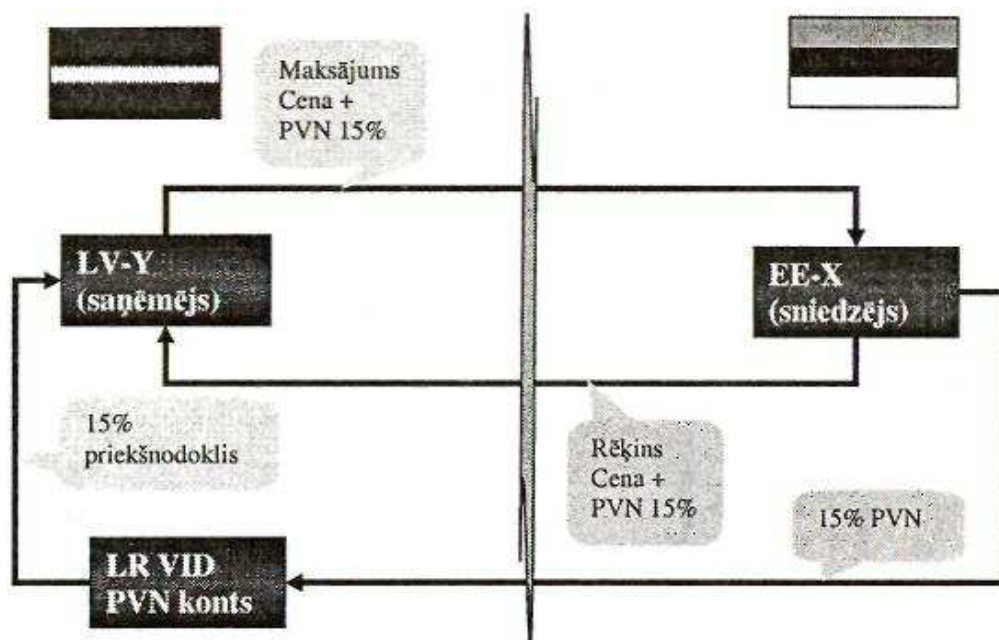 Maksājums
Cena +
PVN 15%
LV-Y
(saņēmējs)
EE-X
(sniedzējs)
15%
priekšnodoklis
Rēķins
Cena +
PVN 15%
15% PVN
LR VID
PVN konts